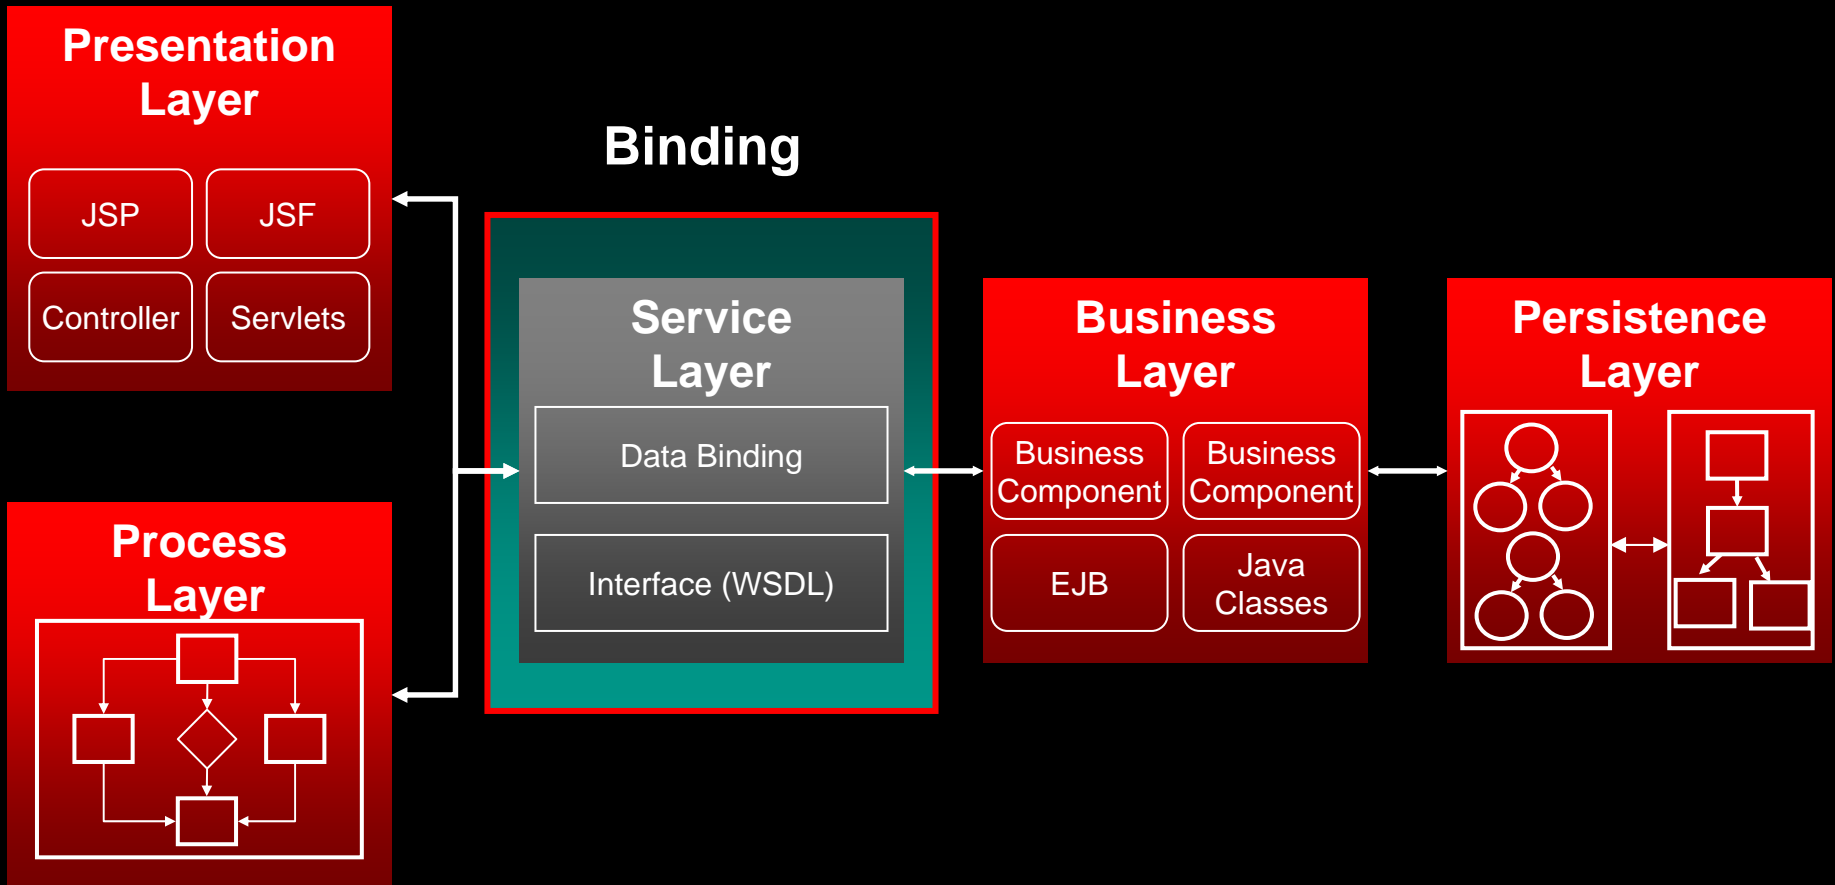 Presentation
Layer
JSP
JSF
Controller
Servlets
Process
Layer
Binding
Service
Layer
Data Binding
Interface (WSDL)
Business
Layer
Business
Component
Business
Component
EJB
Java
Classes
Persistence
Layer